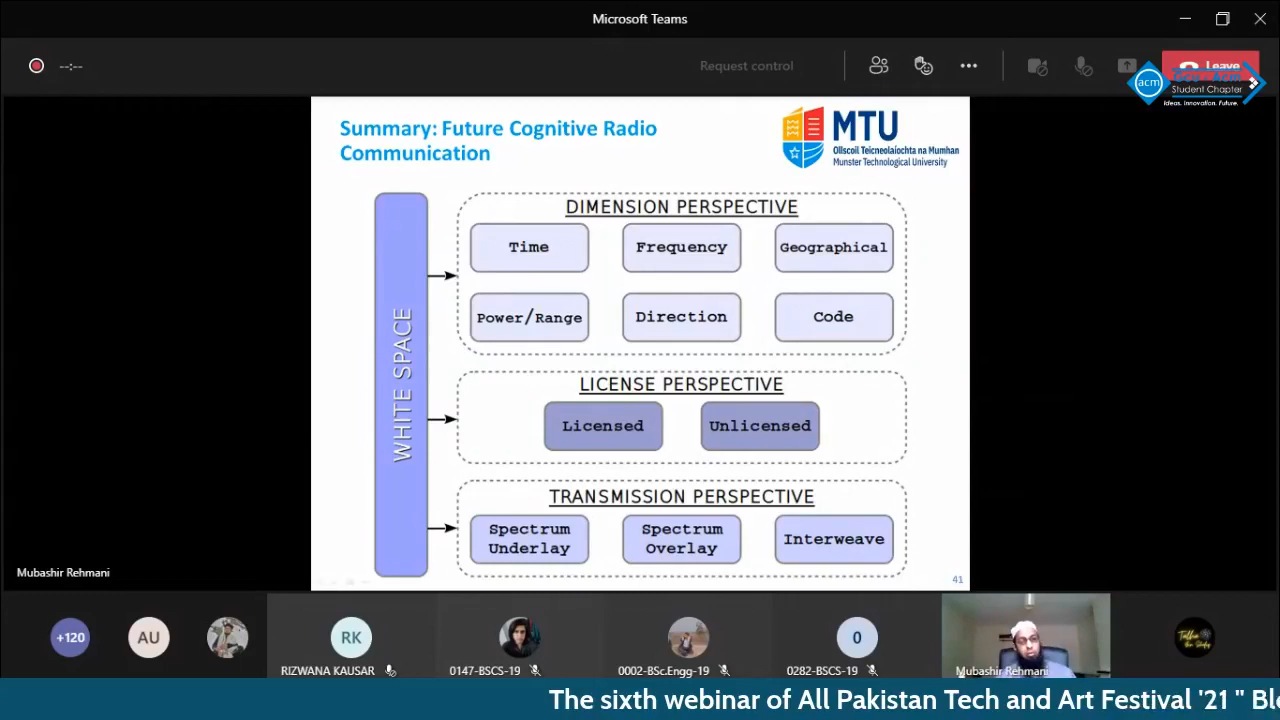 Microsoft Teams
--:--
Request control
Leave
acm
Student Chapter
Ideas. Innovation. Future.
Summary: Future Cognitive Radio
Communication
MTU
Ollscoil Teicneolaíochta na Mumhan
Munster Technological University
WHITE SPACE
DIMENSION PERSPECTIVE
Time
Frequency
Geographical
Power/Range
Direction
Code
LICENSE PERSPECTIVE
Licensed
Unlicensed
TRANSMISSION PERSPECTIVE
Spectrum
Underlay
Spectrum
Overlay
Interweave
41
Mubashir Rehmani
+120
AU
RK
RIZWANA KAUSAR
0147-BSCS-19
0002-BSc.Engg-19
0
0282-BSCS-19
Mubashir Rehmani
The sixth webinar of All Pakistan Tech and Art Festival '21 " Bl